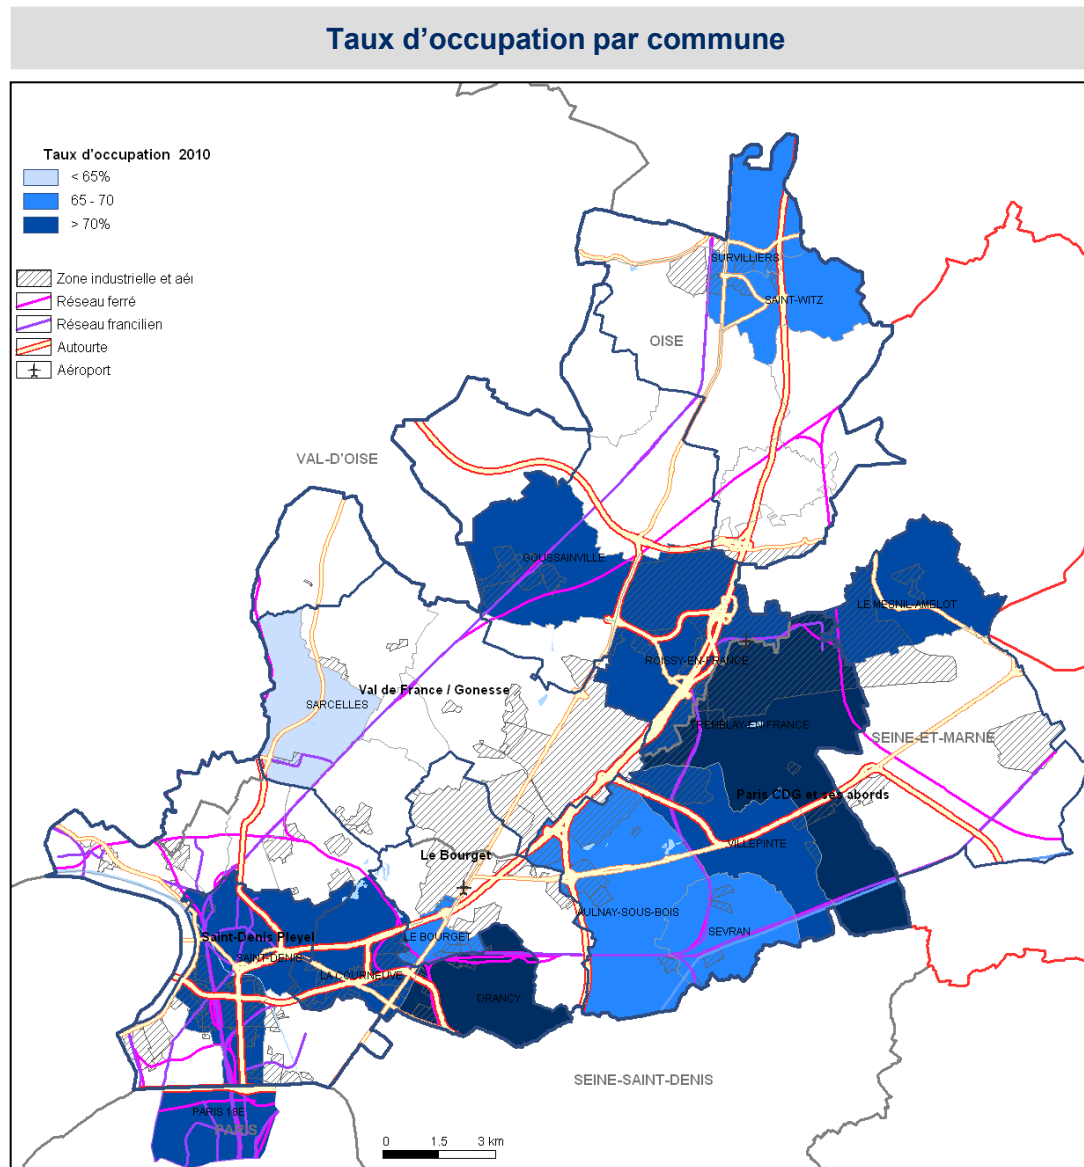 Taux d'occupation par commune
Taux d'occupation 2010
< 65%
65 - 70
> 70%
Zone industrielle et aéi
Réseau ferré
Réseau francilien
Autourte
Aéroport
SURVILLIERS
SAINT-WITZ
OISE
VAL-D'OISE
GOUSSAINVILLE
LE MESNIL-AMELOT
ROISSY-EN-FRANCE
Val de France / Gonesse
SARCELLES
TREMBLAY-EN-FRANCE
SEINE-ET-MARNE
Paris CDG et ses abords
VILLEPINTE
Le Bourget
AULNAY-SOUS-BOIS
SEVRAN
LE BOURGET
Saint-Denis Pleyel
SAINT-DENIS
LA COURNEUVE
DRANCY
SEINE-SAINT-DENIS
PARIS 18E
PARIS
0 1.5 3 km